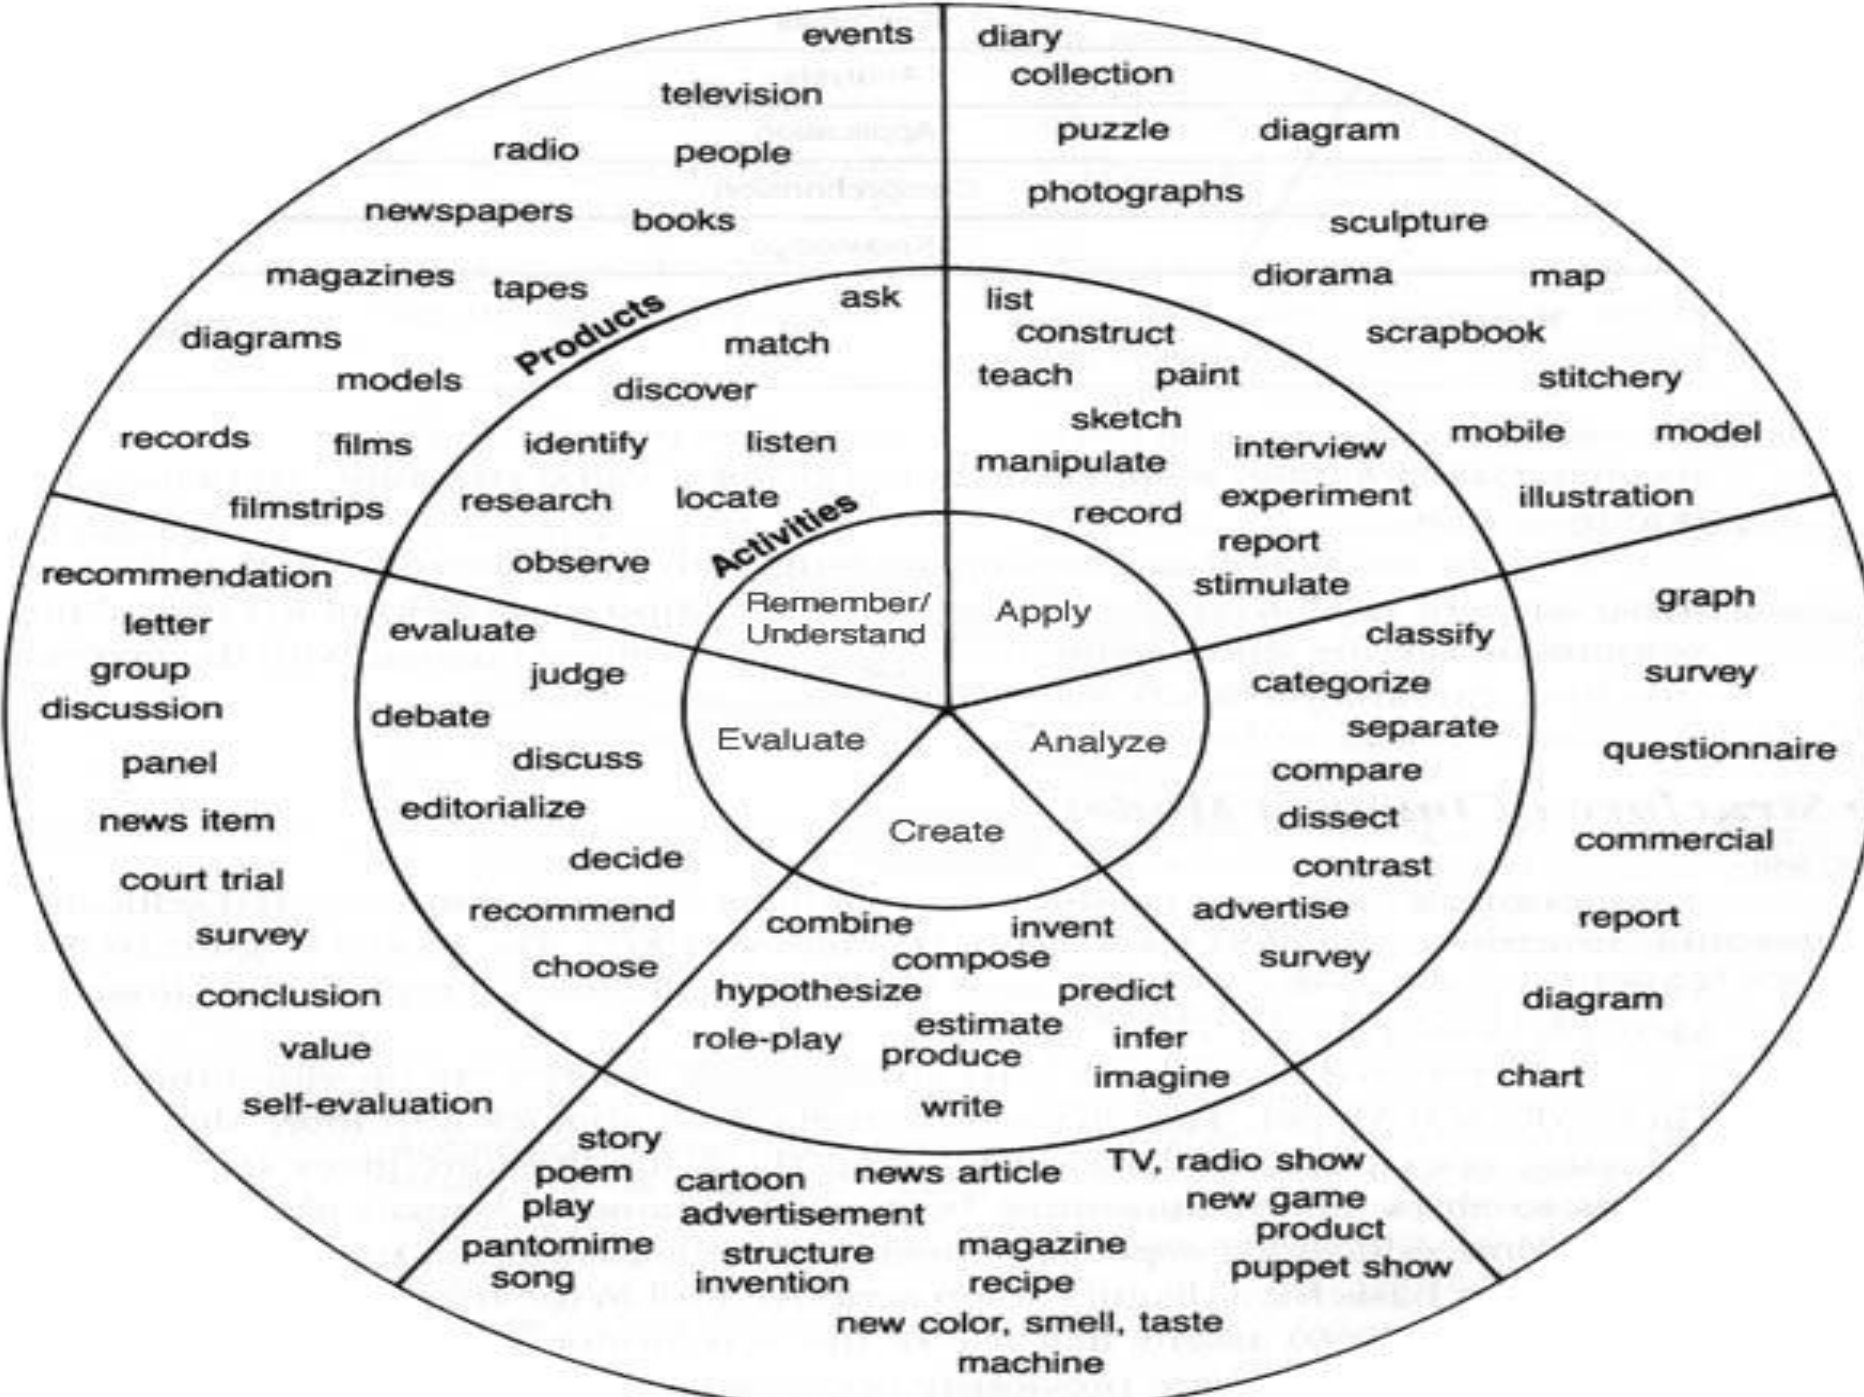 events
television
radio people
newspapers books
magazines tapes
diagrams
models
records films
filmstrips
Products
ask
match
discover
identify listen
research locate
observe
Activities
Remember/
Understand
diary
collection
puzzle diagram
photographs
sculpture
diorama map
scrapbook
stitchery
mobile model
illustration
list
construct
teach paint
sketch
interview
manipulate
experiment
record
report
stimulate
Apply
graph
survey
questionnaire
commercial
report
diagram
chart
classify
categorize
separate
compare
dissect
contrast
advertise
survey
Analyze
Create
combine invent
compose
hypothesize predict
estimate
role-play infer
produce
imagine
write
story
poem cartoon news article TV, radio show
play advertisement new game
product
pantomime structure magazine
puppet show
song invention recipe
new color, smell, taste
machine
Evaluate
evaluate
judge
debate
discuss
editorialize
decide
recommend
choose
recommendation
letter
group
discussion
panel
news item
court trial
survey
conclusion
value
self-evaluation